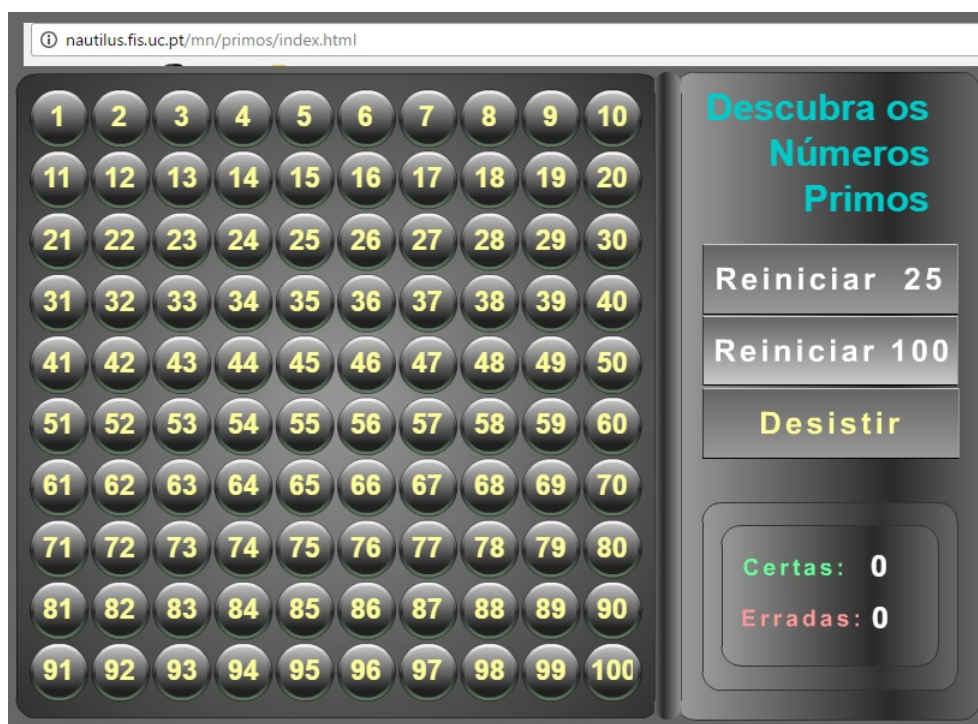 nautilus.fis.uc.pt/mn/primos/index.html
1 2 3 4 5 6 7 8 9 10
11 12 13 14 15 16 17 18 19 20
21 22 23 24 25 26 27 28 29 30
31 32 33 34 35 36 37 38 39 40
41 42 43 44 45 46 47 48 49 50
51 52 53 54 55 56 57 58 59 60
61 62 63 64 65 66 67 68 69 70
71 72 73 74 75 76 77 78 79 80
81 82 83 84 85 86 87 88 89 90
91 92 93 94 95 96 97 98 99 100
Descubra os
Números
Primos
Reiniciar 25
Reiniciar 100
Desistir
Certas: 0
Erradas: 0